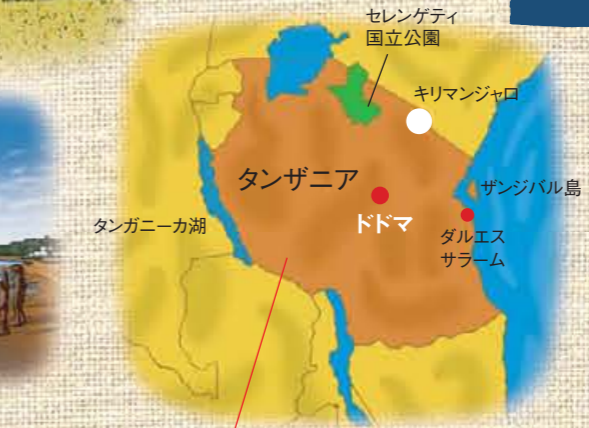 セレンゲティ
国立公園
キリマンジャロ
タンザニア
ザンジバル島
ドドマ
タンガニーカ湖
ダルエス
サラーム